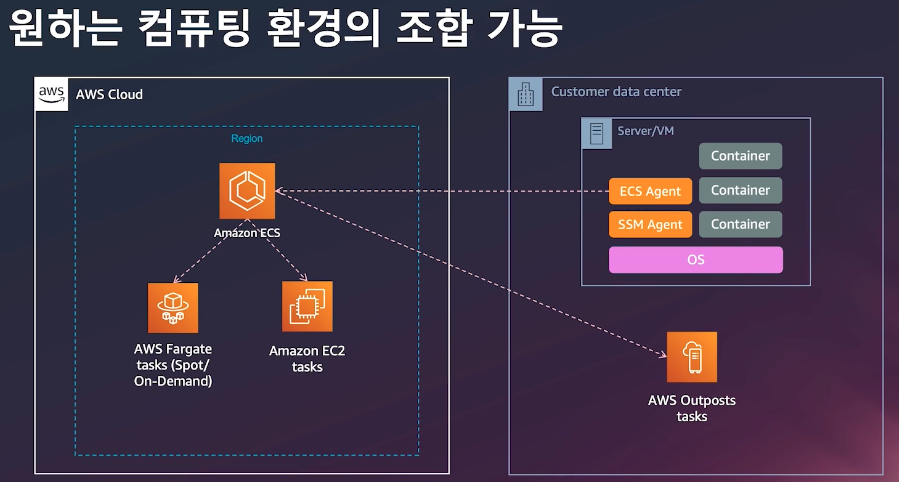 원하는 컴퓨팅 환경의 조합 가능
aws
AWS Cloud
Region
Amazon ECS
AWS Fargate
tasks (Spot/
On-Demand)
Amazon EC2
tasks
Customer data center
Server/VM
Container
ECS Agent
Container
SSM Agent
Container
OS
AWS Outposts
tasks